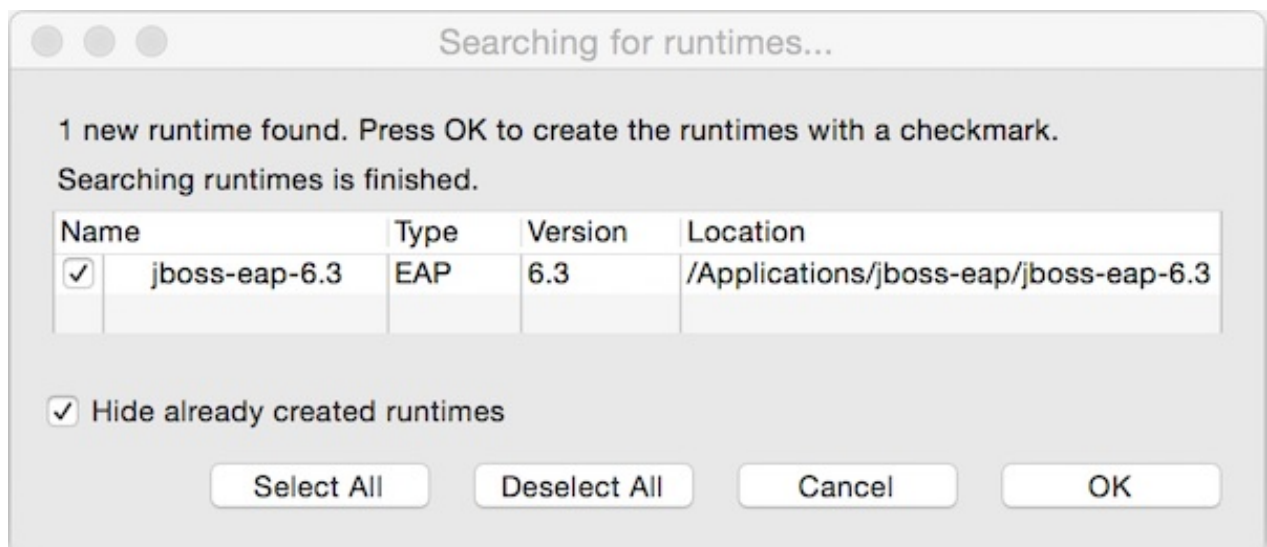 Searching for runtimes...
1 new runtime found. Press OK to create the runtimes with a checkmark.
Searching runtimes is finished.
Name Type Version Location
jboss-eap-6.3 EAP 6.3 /Applications/jboss-eap/jboss-eap-6.3
Hide already created runtimes
Select All Deselect All Cancel OK